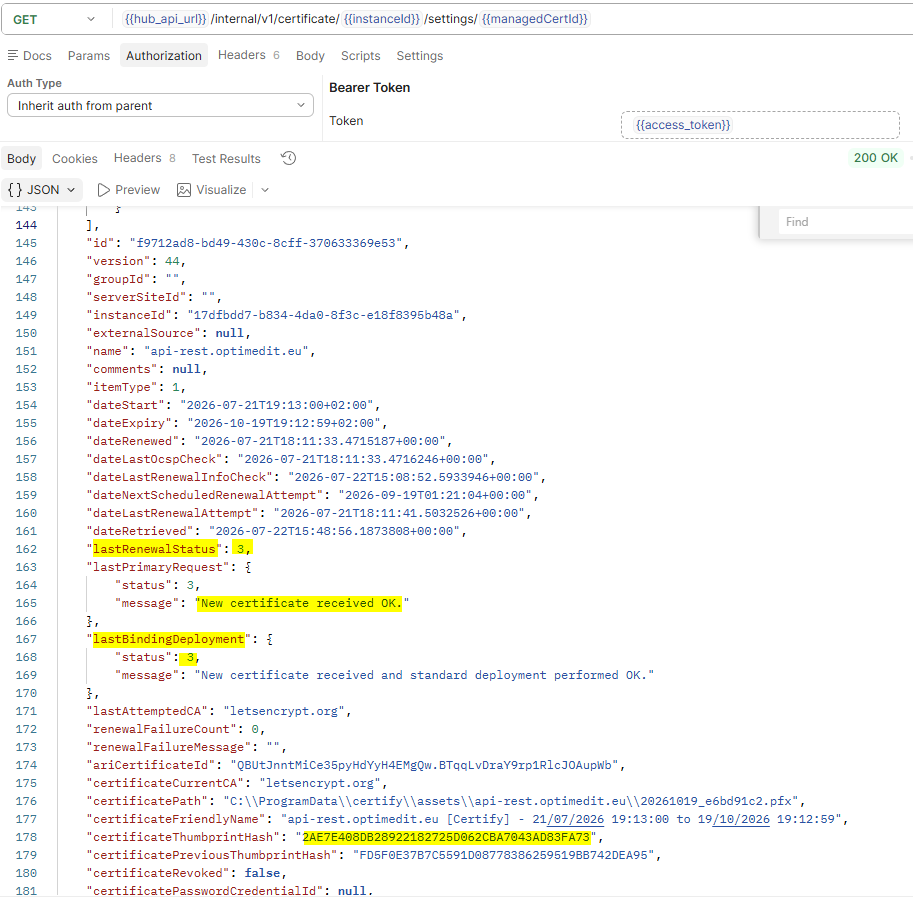 GET {{hub_api_url}} /internal/v1/certificate/ {{instanceId}} /settings/ {{managedCertId}}
Docs Params Authorization Headers 6 Body Scripts Settings
Auth Type
Inherit auth from parent
Bearer Token
Token {{access_token}}
Body Cookies Headers 8 Test Results 200 OK
{} JSON Preview Visualize
Find
143 }
144 ],
145 "id": "f9712ad8-bd49-430c-8cff-370633369e53",
146 "version": 44,
147 "groupId": "",
148 "serverSiteId": "",
149 "instanceId": "17dfbdd7-b834-4da0-8f3c-e18f8395b48a",
150 "externalSource": null,
151 "name": "api-rest.optimedit.eu",
152 "comments": null,
153 "itemType": 1,
154 "dateStart": "2026-07-21T19:13:00+02:00",
155 "dateExpiry": "2026-10-19T19:12:59+02:00",
156 "dateRenewed": "2026-07-21T18:11:33.4715187+00:00",
157 "dateLastOcspCheck": "2026-07-21T18:11:33.4716246+00:00",
158 "dateLastRenewalInfoCheck": "2026-07-22T15:08:52.5933946+00:00",
159 "dateNextScheduledRenewalAttempt": "2026-09-19T01:21:04+00:00",
160 "dateLastRenewalAttempt": "2026-07-21T18:11:41.5032526+00:00",
161 "dateRetrieved": "2026-07-22T15:48:56.1873808+00:00",
162 "lastRenewalStatus": 3,
163 "lastPrimaryRequest": {
164 "status": 3,
165 "message": "New certificate received OK."
166 },
167 "lastBindingDeployment": {
168 "status": 3,
169 "message": "New certificate received and standard deployment performed OK."
170 },
171 "lastAttemptedCA": "letsencrypt.org",
172 "renewalFailureCount": 0,
173 "renewalFailureMessage": "",
174 "ariCertificateId": "QBUtJnntMiCe35pyHdYyH4EMgQw.BTqqLvDraY9rp1RlcJOAupWb",
175 "certificateCurrentCA": "letsencrypt.org",
176 "certificatePath": "C:\\ProgramData\\certify\\assets\\api-rest.optimedit.eu\\20261019_e6bd91c2.pfx",
177 "certificateFriendlyName": "api-rest.optimedit.eu [Certify] - 21/07/2026 19:13:00 to 19/10/2026 19:12:59",
178 "certificateThumbprintHash": "2AE7E408DB28922182725D062CBA7043AD83FA73",
179 "certificatePreviousThumbprintHash": "FD5F0E37B7C5591D08778386259519BB742DEA95",
180 "certificateRevoked": false,
181 "certificatePasswordCredentialId": null,